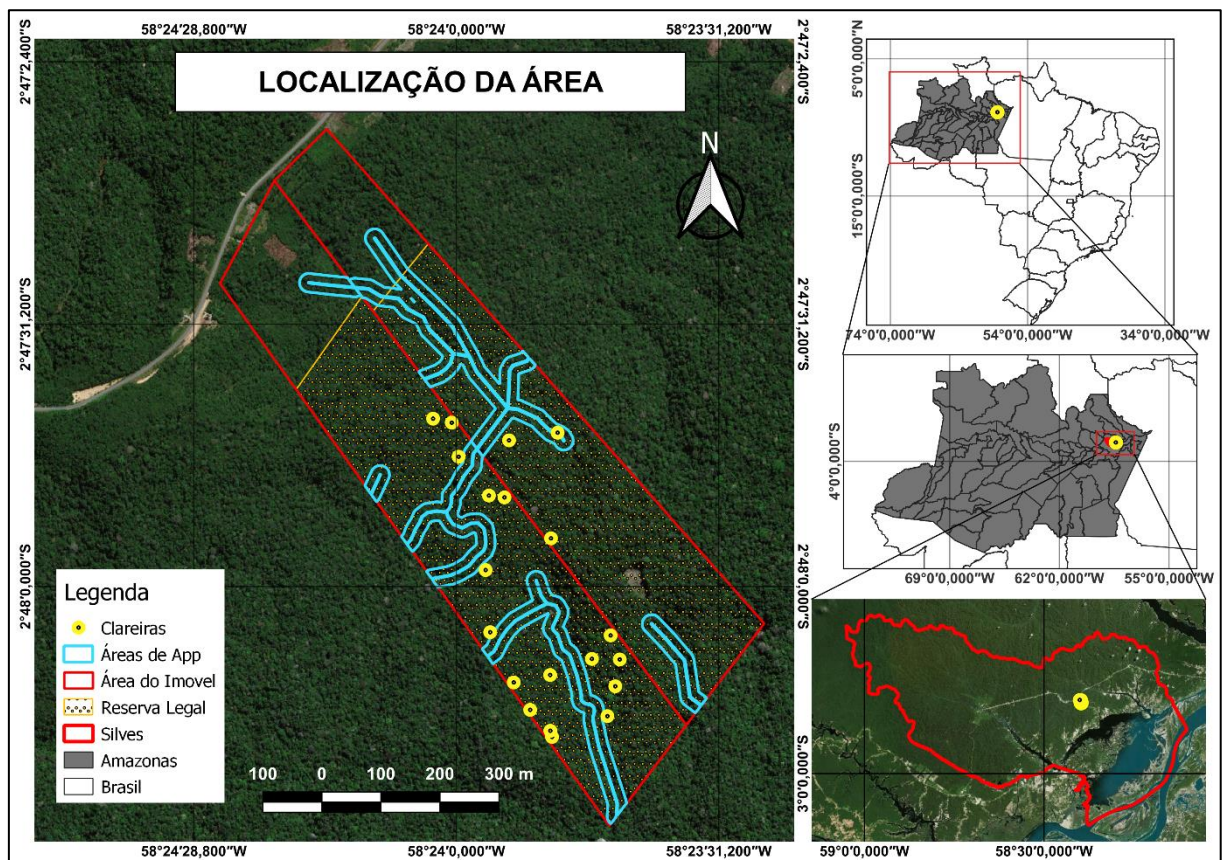 58°24′28,800″W 58°24′0,000″W 58°23′31,200″W
2°47′2,400″S
2°47′2,400″S
LOCALIZAÇÃO DA ÁREA
N
2°47′31,200″S
2°47′31,200″S
2°48′0,000″S
2°48′0,000″S
Legenda
Clareiras
Áreas de App
Área do Imovel
Reserva Legal
Silves
Amazonas
Brasil
100 0 100 200 300 m
58°24′28,800″W 58°24′0,000″W 58°23′31,200″W
5°0′0,000″N
15°0′0,000″S
74°0′0,000″W 54°0′0,000″W 34°0′0,000″W
4°0′0,000″S
69°0′0,000″W 62°0′0,000″W 55°0′0,000″W
3°0′0,000″S
59°0′0,000″W 58°30′0,000″W